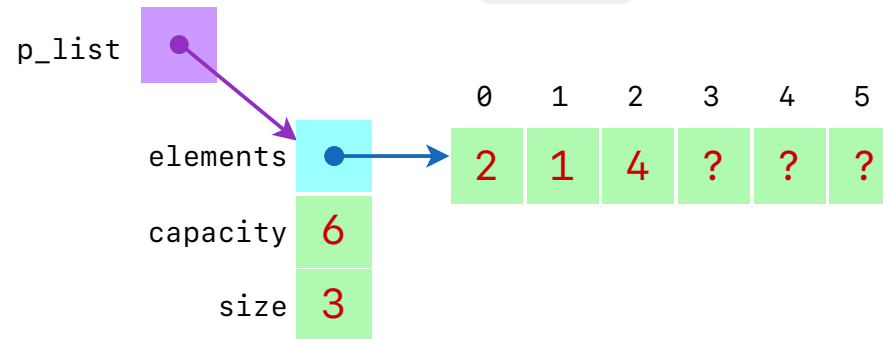 p_list
0 1 2 3 4 5
elements
2 1 4 ? ? ?
capacity 6
size 3